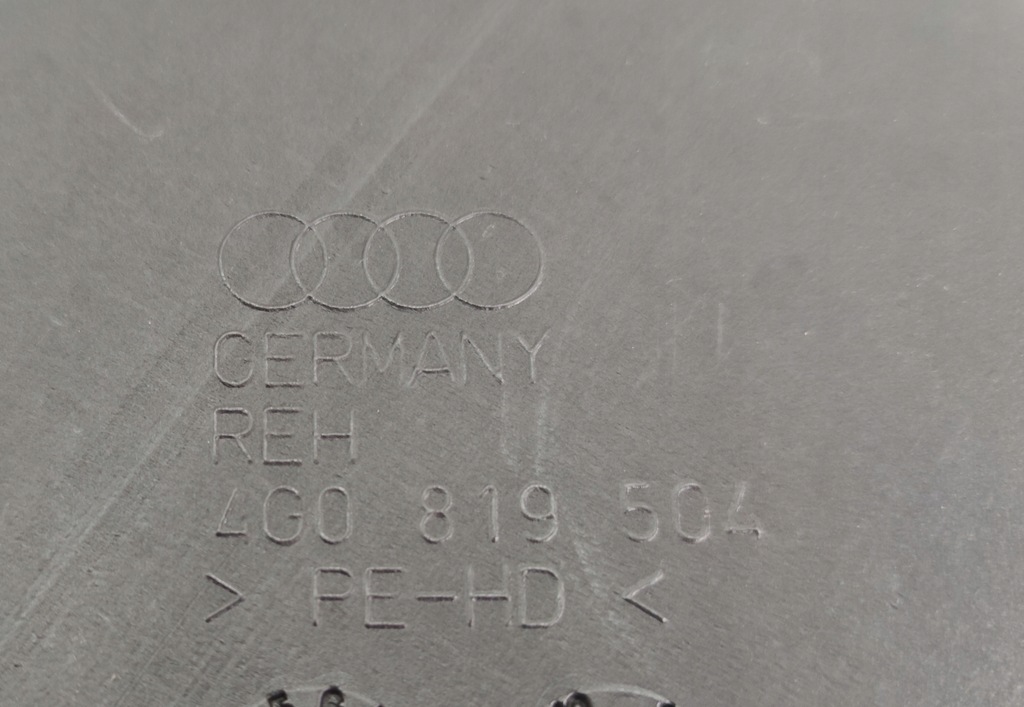 GERMANY
REH
4G0 819 504
> PE-HD <